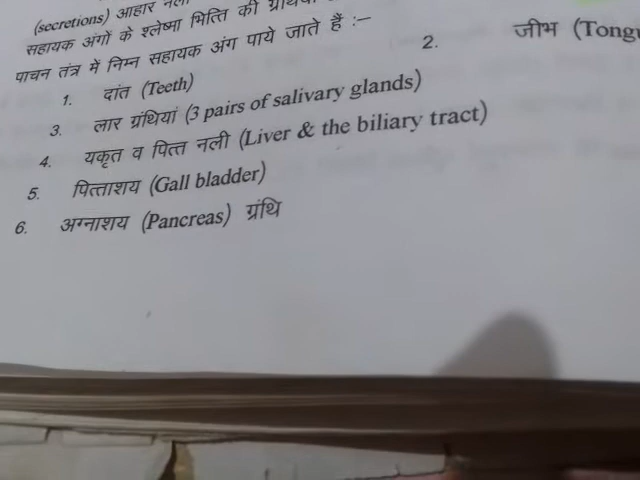 (secretions) आहार
सहायक अंगों के श्लेष्मा भित्ति की
पाचन तंत्र में निम्न सहायक अंग पाये जाते हैं :–
1. दांत (Teeth) 2. जीभ
3. लार ग्रंथियां (3 pairs of salivary glands)
4. यकृत व पित्त नली (Liver & the biliary tract)
5. पित्ताशय (Gall bladder)
6. अग्नाशय (Pancreas) ग्रंथि